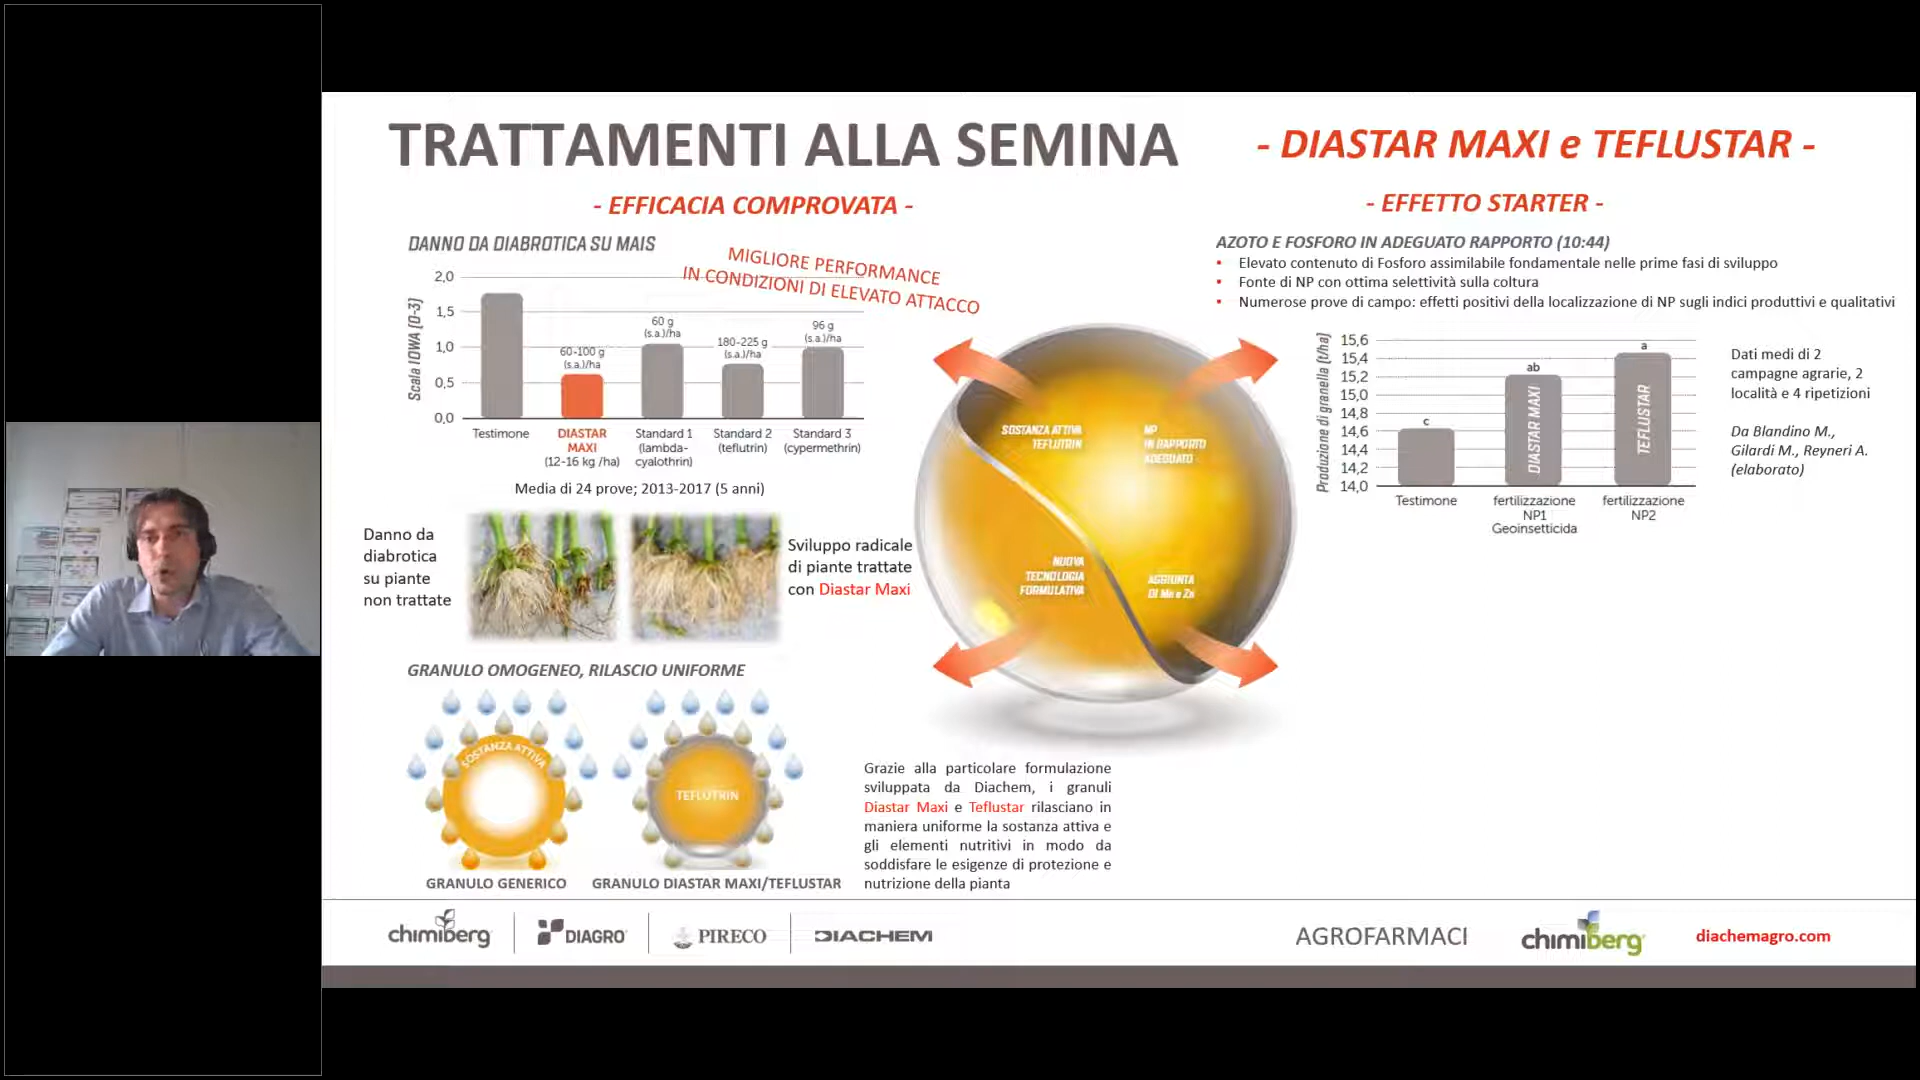 TRATTAMENTI ALLA SEMINA
- DIASTAR MAXI e TEFLUSTAR -
- EFFICACIA COMPROVATA -
DANNO DA DIABROTICA SU MAIS
MIGLIORE PERFORMANCE
IN CONDIZIONI DI ELEVATO ATTACCO
Scala IOWA (0-3)
2,0
1,5
1,0
0,5
0,0
60-100 g
(s.a.)/ha
60 g
(s.a.)/ha
180-225 g
(s.a.)/ha
96 g
(s.a.)/ha
Testimone
DIASTAR
MAXI
(12-16 kg /ha)
Standard 1
(lambda-
cyalothrin)
Standard 2
(teflutrin)
Standard 3
(cypermethrin)
Media di 24 prove; 2013-2017 (5 anni)
Danno da
diabrotica
su piante
non trattate
Sviluppo radicale
di piante trattate
con Diastar Maxi
GRANULO OMOGENEO, RILASCIO UNIFORME
SOSTANZA ATTIVA
TEFLUTRIN
GRANULO GENERICO
GRANULO DIASTAR MAXI/TEFLUSTAR
SOSTANZA ATTIVA
TEFLUTRIN
NP
IN RAPPORTO
ADEGUATO
NUOVA
TECNOLOGIA
FORMULATIVA
AGGIUNTA
DI Mn e Zn
Grazie alla particolare formulazione
sviluppata da Diachem, i granuli
Diastar Maxi e Teflustar rilasciano in
maniera uniforme la sostanza attiva e
gli elementi nutritivi in modo da
soddisfare le esigenze di protezione e
nutrizione della pianta
- EFFETTO STARTER -
AZOTO E FOSFORO IN ADEGUATO RAPPORTO (10:44)
• Elevato contenuto di Fosforo assimilabile fondamentale nelle prime fasi di sviluppo
• Fonte di NP con ottima selettività sulla coltura
• Numerose prove di campo: effetti positivi della localizzazione di NP sugli indici produttivi e qualitativi
Produzione di granella (t/ha)
15,6
15,4
15,2
15,0
14,8
14,6
14,4
14,2
14,0
c
ab
a
DIASTAR MAXI
TEFLUSTAR
Testimone
fertilizzazione
NP1
Geoinsetticida
fertilizzazione
NP2
Dati medi di 2
campagne agrarie, 2
località e 4 ripetizioni
Da Blandino M.,
Gilardi M., Reyneri A.
(elaborato)
chimiberg
DIAGRO
PIRECO
DIACHEM
AGROFARMACI
chimiberg
diachemagro.com